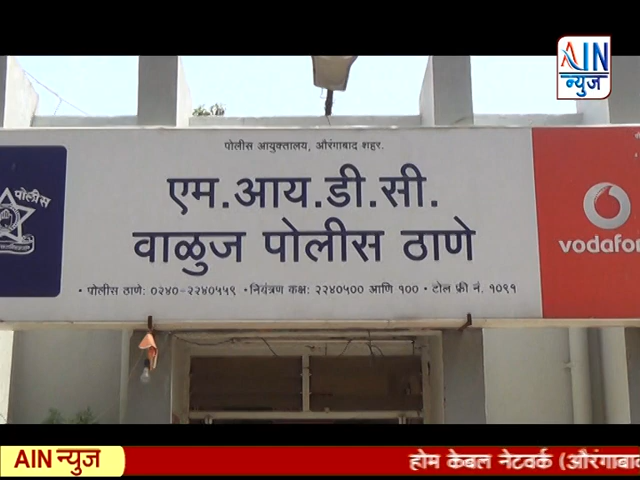 AIN
न्युज
पोलीस आयुक्तालय, औरंगाबाद शहर.
पोलीस
एम.आय.डी.सी.
वाळुज पोलीस ठाणे
• पोलीस ठाणे: ०२४०-२२४०५५९ • नियंत्रण कक्ष: २२४०५०० आणि १०० • टोल फ्री नं. १०९१
vodafon
AIN न्युज
होम केबल नेटवर्क (औरंगाबाद